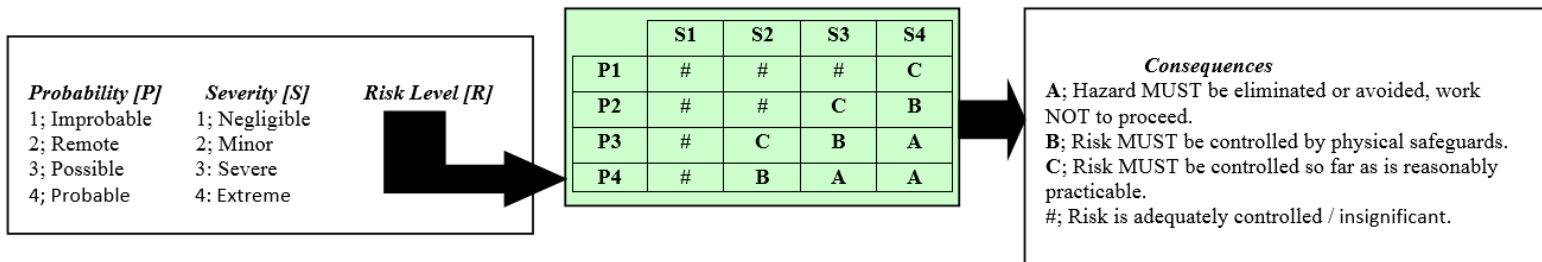 Probability [P] Severity [S] Risk Level [R]
1; Improbable 1; Negligible
2; Remote 2; Minor
3; Possible 3: Severe
4; Probable 4: Extreme
S1 S2 S3 S4
P1 # # # C
P2 # # C B
P3 # C B A
P4 # B A A
Consequences
A; Hazard MUST be eliminated or avoided, work
NOT to proceed.
B; Risk MUST be controlled by physical safeguards.
C; Risk MUST be controlled so far as is reasonably
practicable.
#; Risk is adequately controlled / insignificant.